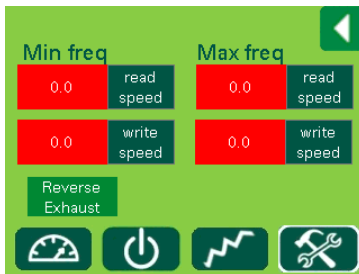 Min freq
Max freq
0.0
read
speed
0.0
read
speed
0.0
write
speed
0.0
write
speed
Reverse
Exhaust